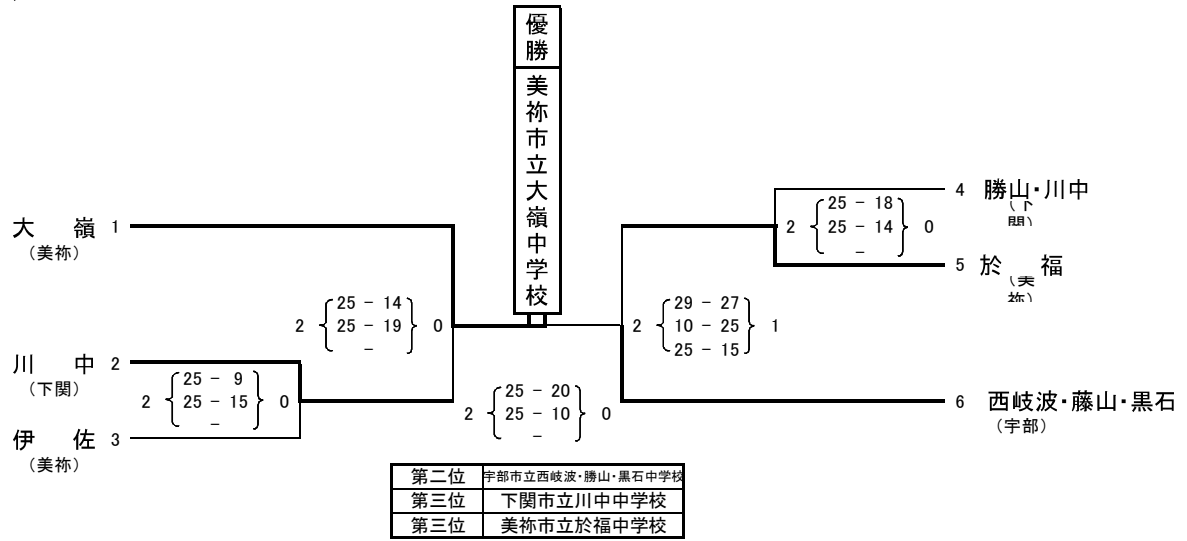 優勝
美祢市立大嶺中学校
大 嶺 1
(美祢)
2 25 - 14 0
25 - 19
-
川 中 2
(下関)
2 25 - 9 0
25 - 15
-
伊 佐 3
(美祢)
2 25 - 20 0
25 - 10
-
4 勝山・川中
2 25 - 18 0
25 - 14
-
5 於 福
2 29 - 27 1
10 - 25
25 - 15
6 西岐波・藤山・黒石
(宇部)
第二位 宇部市立西岐波・勝山・黒石中学校
第三位 下関市立川中中学校
第三位 美祢市立於福中学校